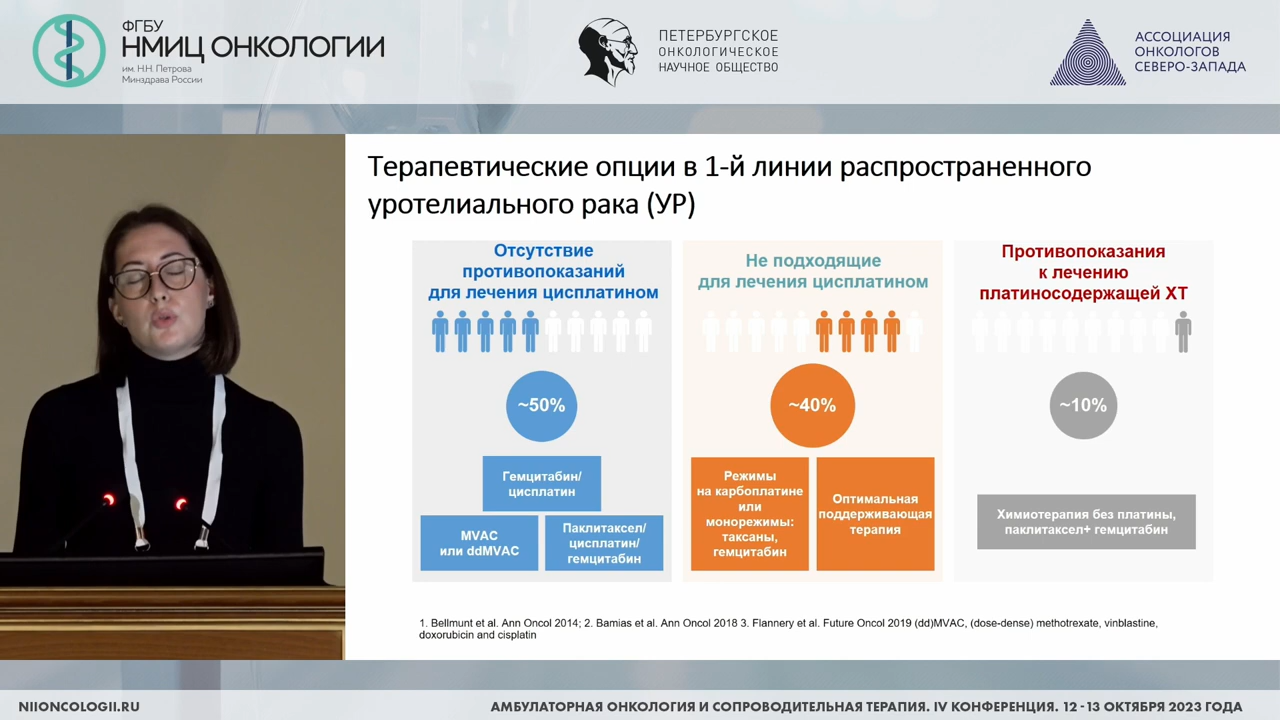 ФГБУ
НМИЦ ОНКОЛОГИИ
им. Н.Н. Петрова
Минздрава России
ПЕТЕРБУРГСКОЕ
ОНКОЛОГИЧЕСКОЕ
НАУЧНОЕ ОБЩЕСТВО
АССОЦИАЦИЯ
ОНКОЛОГОВ
СЕВЕРО-ЗАПАДА
Терапевтические опции в 1-й линии распространенного
уротелиального рака (УР)
Отсутствие
противопоказаний
для лечения цисплатином
~50%
Гемцитабин/
цисплатин
MVAC
или ddMVAC
Паклитаксел/
цисплатин/
гемцитабин
Не подходящие
для лечения цисплатином
~40%
Режимы
на карбоплатине
или
монорежимы:
таксаны,
гемцитабин
Оптимальная
поддерживающая
терапия
Противопоказания
к лечению
платиносодержащей ХТ
~10%
Химиотерапия без платины,
паклитаксел+ гемцитабин
1. Bellmunt et al. Ann Oncol 2014; 2. Bamias et al. Ann Oncol 2018 3. Flannery et al. Future Oncol 2019 (dd)MVAC, (dose-dense) methotrexate, vinblastine,
doxorubicin and cisplatin
NIIONCOLOGII.RU
АМБУЛАТОРНАЯ ОНКОЛОГИЯ И СОПРОВОДИТЕЛЬНАЯ ТЕРАПИЯ. IV КОНФЕРЕНЦИЯ. 12 - 13 ОКТЯБРЯ 2023 ГОДА